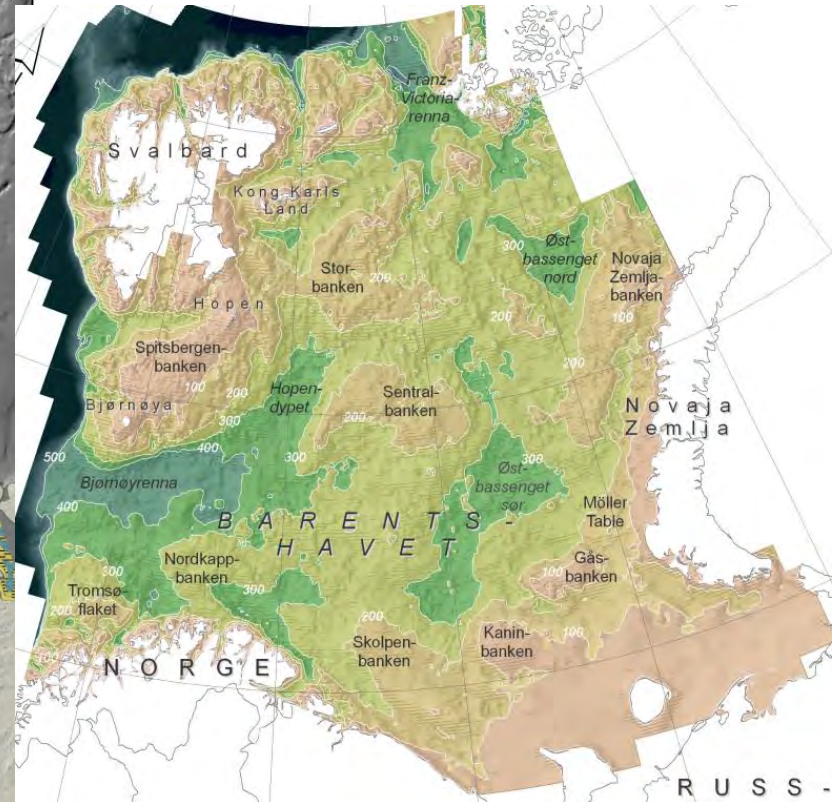 Franz-
Victoria-
renna
Svalbard
Kong Karls
Land
Stor-
banken
200
300
Øst-
bassenget
nord
Novaja
Zemlja-
banken
100
Hopen
200
200
Spitsbergen-
banken
100
200
Bjørnøya
300
400
Hopen-
dypet
200
Sentral-
banken
Novaja
Zemlja
500
Bjørnøyrenna
300
300
Øst-
bassenget
sør
400
BARENTS-
HAVET
Möller
Table
Nordkapp-
banken
Gås-
banken
100
300
Tromsø-
flaket
200
300
200
Skolpen-
banken
Kanin-
banken
100
NORGE
RUSS-